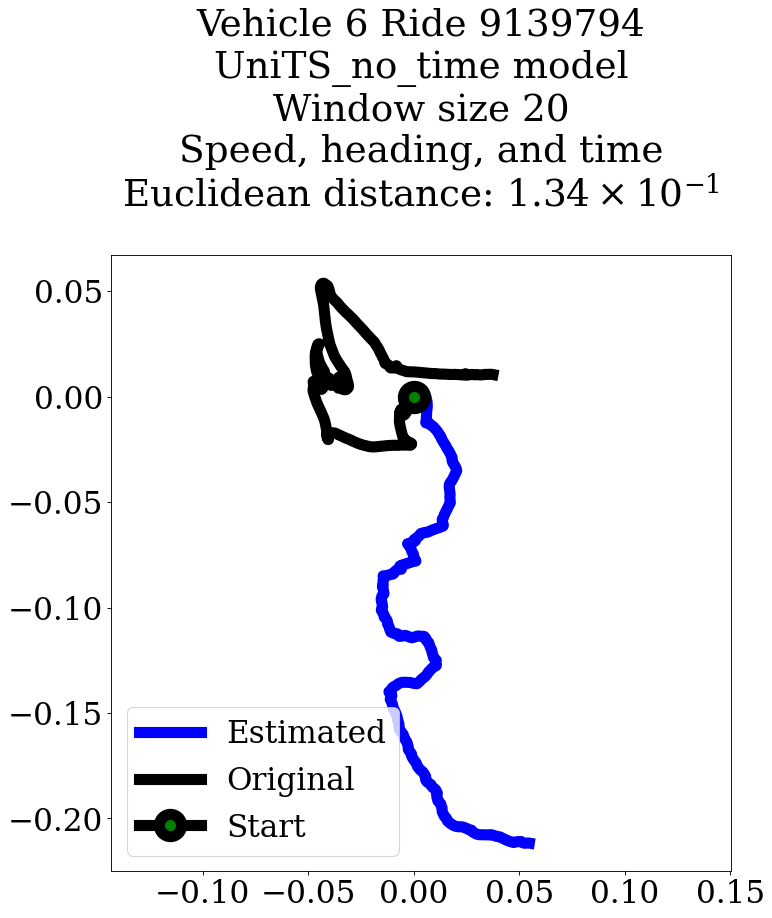 Vehicle 6 Ride 9139794
UniTS_no_time model
Window size 20
Speed, heading, and time
Euclidean distance: 1.34 × 10⁻¹
0.05
0.00
−0.05
−0.10
−0.15
−0.20
Estimated
Original
Start
−0.10 −0.05 0.00 0.05 0.10 0.15